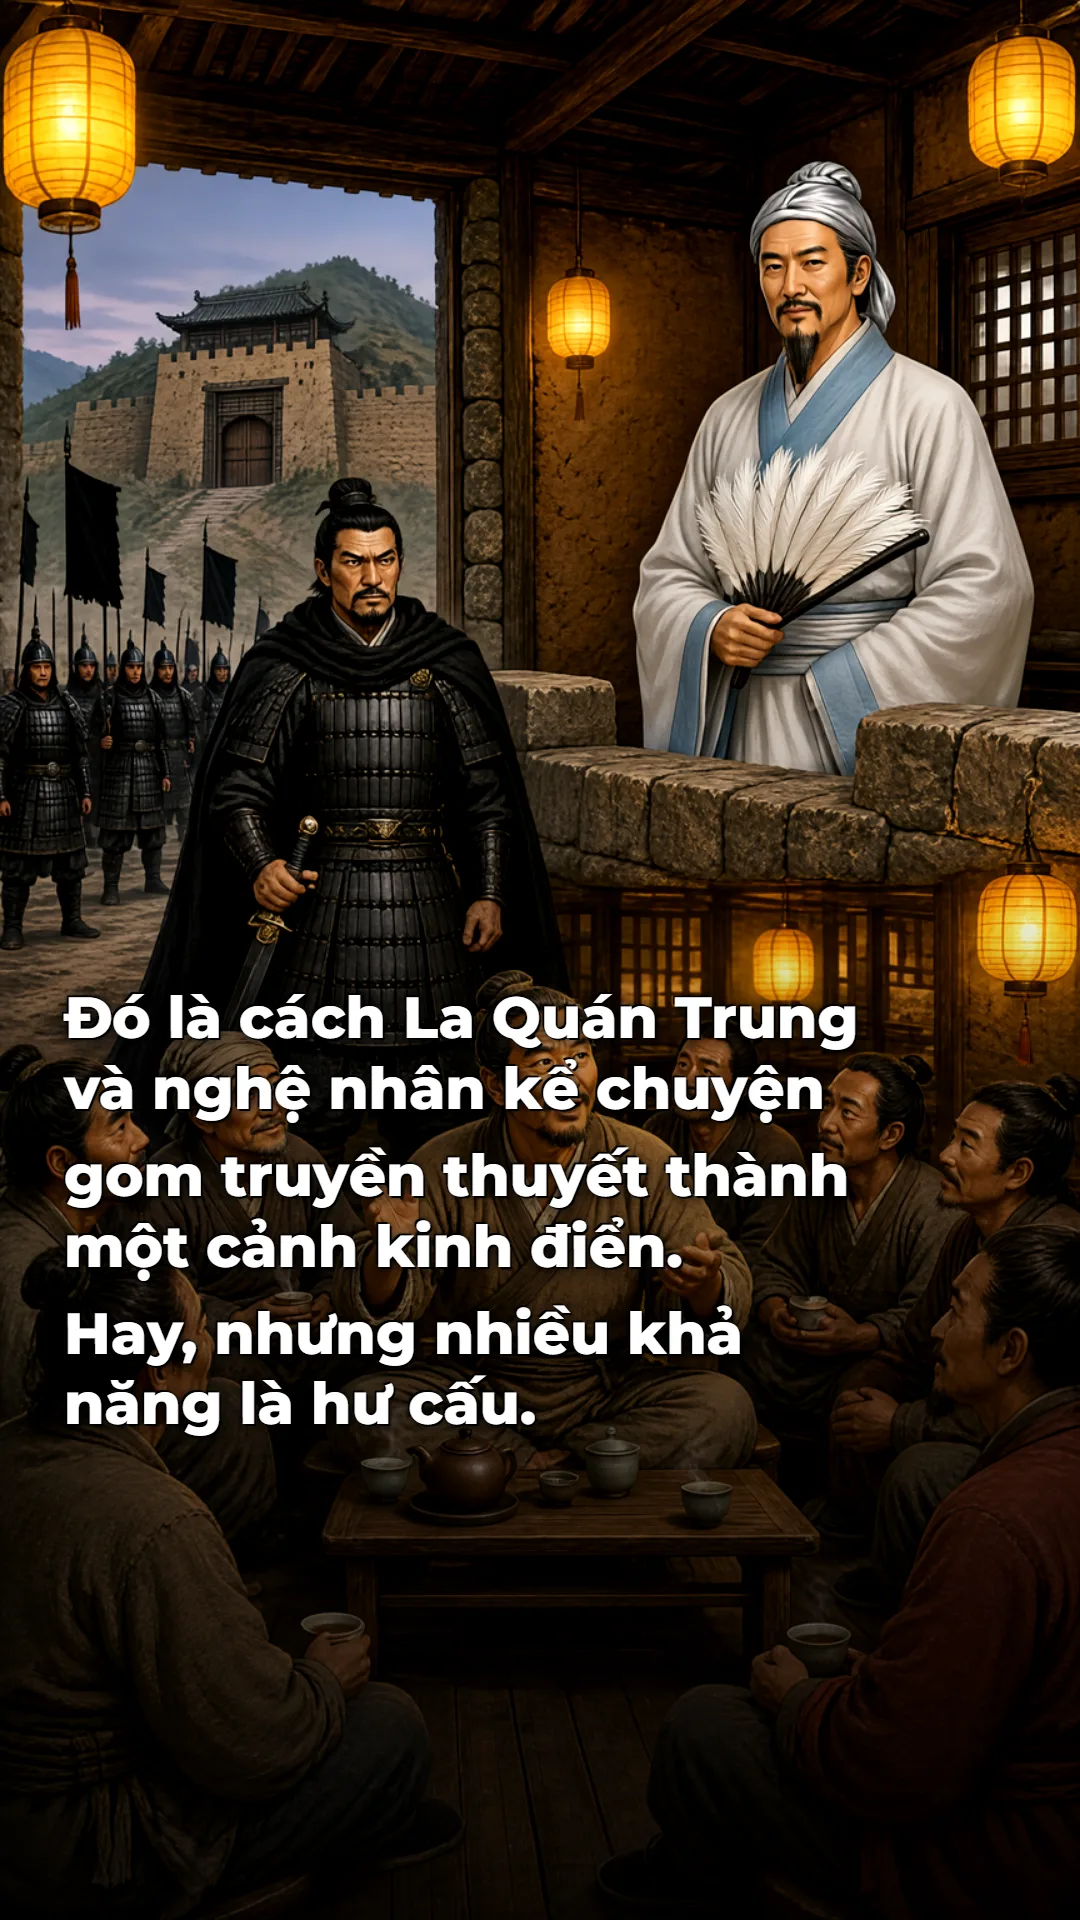 Đó là cách La Quán Trung
và nghệ nhân kể chuyện
gom truyền thuyết thành
một cảnh kinh điển.
Hay, nhưng nhiều khả
năng là hư cấu.